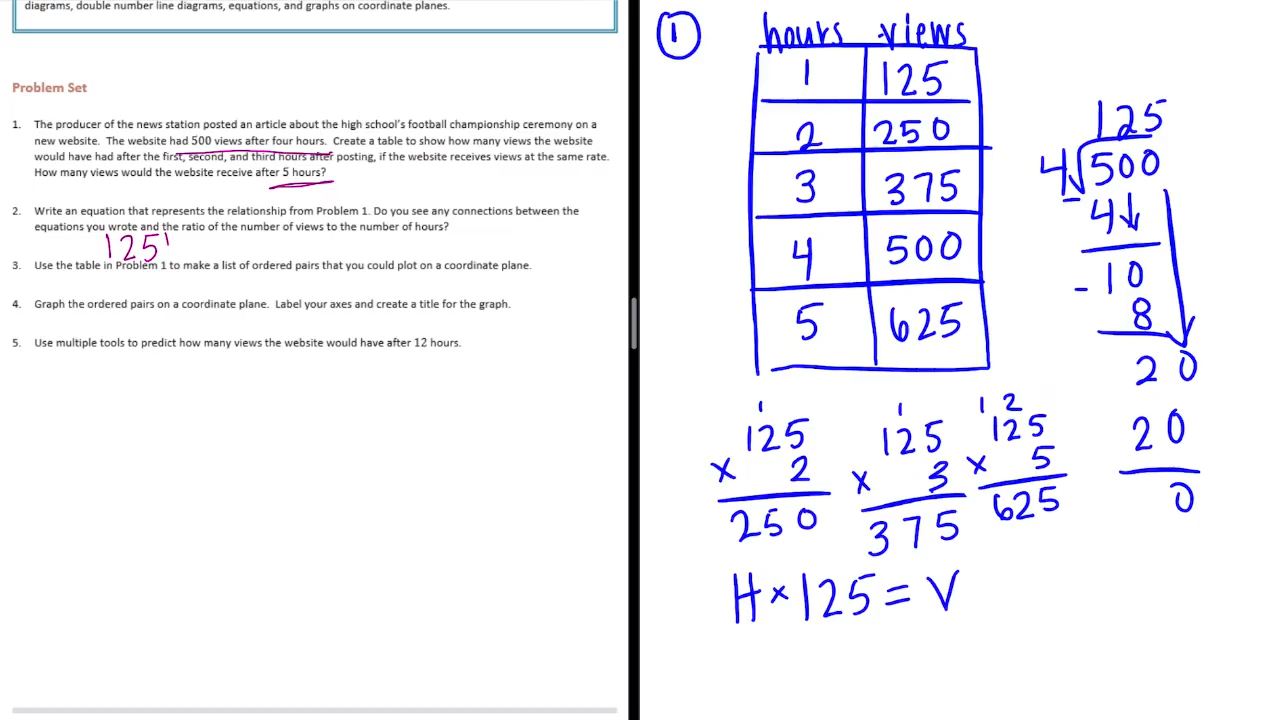 diagrams, double number line diagrams, equations, and graphs on coordinate planes.
Problem Set
1. The producer of the news station posted an article about the high school's football championship ceremony on a
new website. The website had 500 views after four hours. Create a table to show how many views the website
would have had after the first, second, and third hours after posting, if the website receives views at the same rate.
How many views would the website receive after 5 hours?
2. Write an equation that represents the relationship from Problem 1. Do you see any connections between the
equations you wrote and the ratio of the number of views to the number of hours?
125
3. Use the table in Problem 1 to make a list of ordered pairs that you could plot on a coordinate plane.
4. Graph the ordered pairs on a coordinate plane. Label your axes and create a title for the graph.
5. Use multiple tools to predict how many views the website would have after 12 hours.
1
hours views
1 125
2 250
3 375
4 500
5 625
125
4 500
- 4
10
- 8
20
20
0
1
125
x 2
250
1
125
x 3
375
1 2
125
x 5
625
H × 125 = V